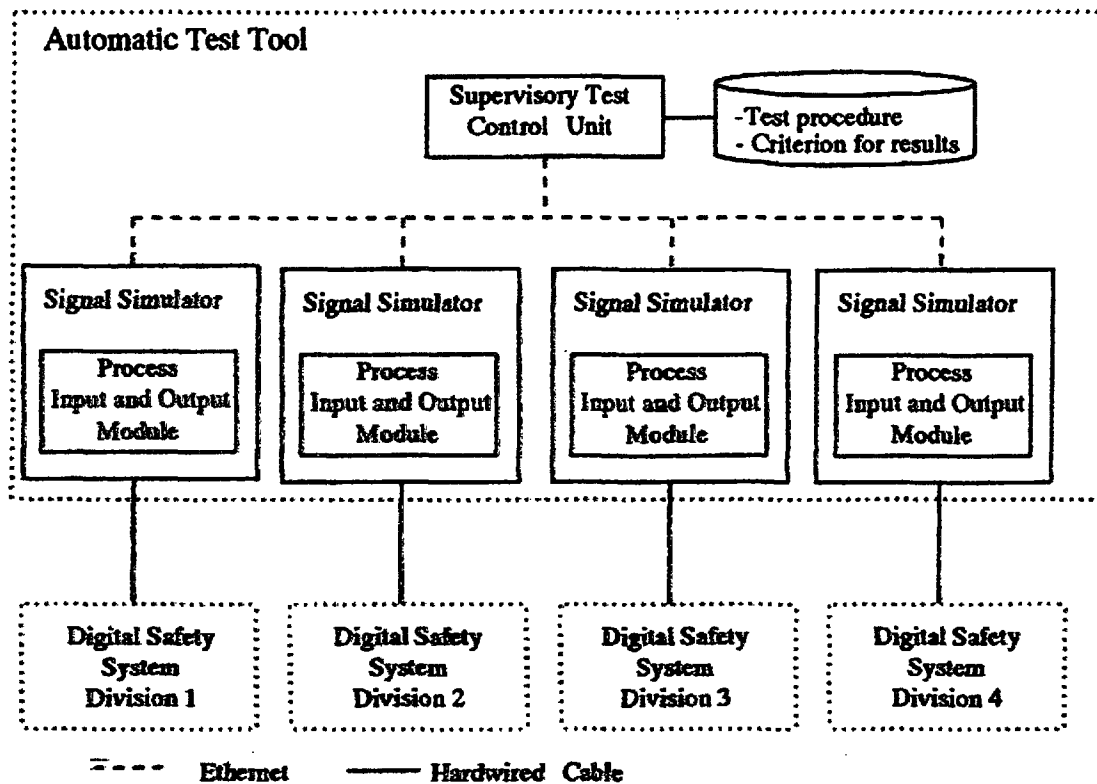 Automatic Test Tool
Supervisory Test
Control Unit
-Test procedure
- Criterion for results
Signal Simulator
Process
Input and Output
Module
Signal Simulator
Process
Input and Output
Module
Signal Simulator
Process
Input and Output
Module
Signal Simulator
Process
Input and Output
Module
Digital Safety
System
Division 1
Digital Safety
System
Division 2
Digital Safety
System
Division 3
Digital Safety
System
Division 4
Ethernet
Hardwired Cable